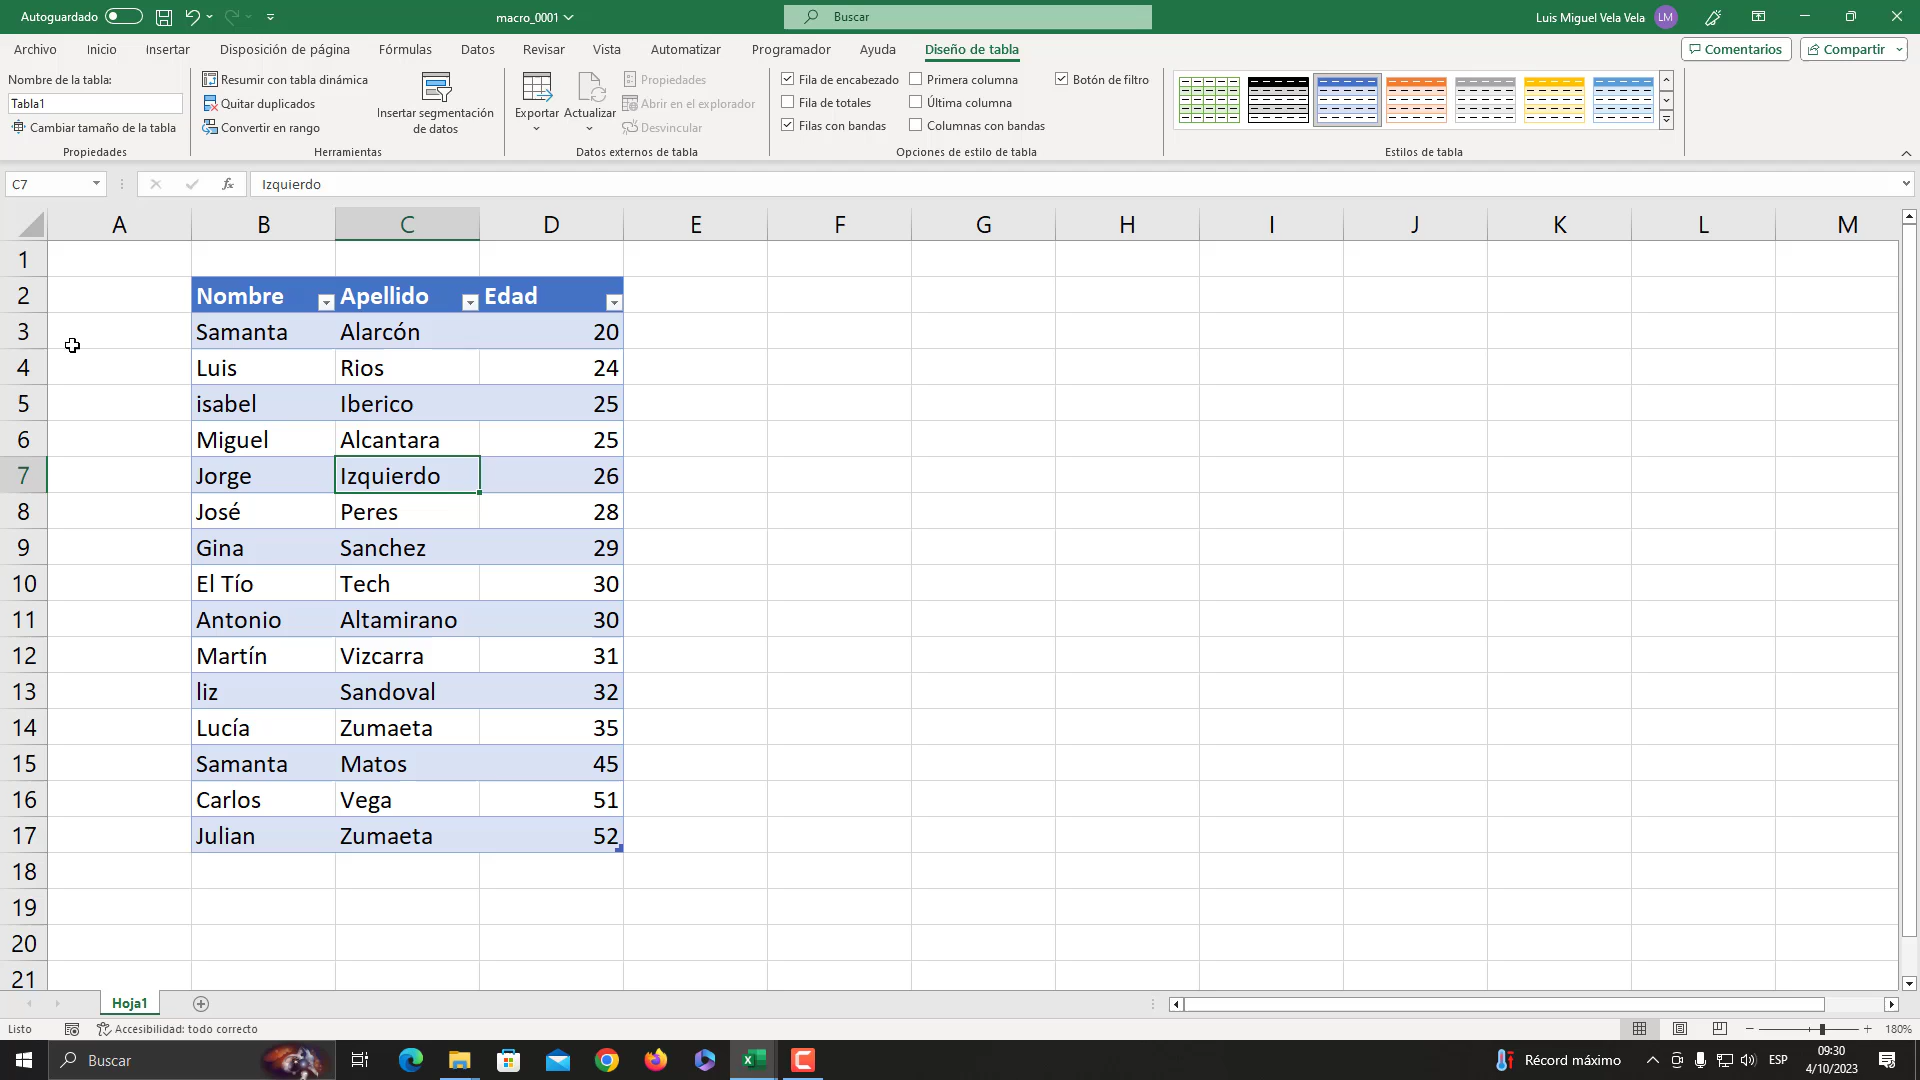 Autoguardado
macro_0001
Buscar
Luis Miguel Vela Vela
LM
Archivo Inicio Insertar Disposición de página Fórmulas Datos Revisar Vista Automatizar Programador Ayuda Diseño de tabla
Comentarios
Compartir
Nombre de la tabla:
Tabla1
Cambiar tamaño de la tabla
Propiedades
Resumir con tabla dinámica
Quitar duplicados
Convertir en rango
Insertar segmentación
de datos
Herramientas
Exportar
Actualizar
Propiedades
Abrir en el explorador
Desvincular
Datos externos de tabla
Fila de encabezado
Fila de totales
Filas con bandas
Primera columna
Última columna
Columnas con bandas
Botón de filtro
Opciones de estilo de tabla
Estilos de tabla
C7
fx
Izquierdo
A B C D E F G H I J K L M
1
2 Nombre Apellido Edad
3 Samanta Alarcón 20
4 Luis Rios 24
5 isabel Iberico 25
6 Miguel Alcantara 25
7 Jorge Izquierdo 26
8 José Peres 28
9 Gina Sanchez 29
10 El Tío Tech 30
11 Antonio Altamirano 30
12 Martín Vizcarra 31
13 liz Sandoval 32
14 Lucía Zumaeta 35
15 Samanta Matos 45
16 Carlos Vega 51
17 Julian Zumaeta 52
18
19
20
21
Hoja1
Listo
Accesibilidad: todo correcto
180%
Buscar
Récord máximo
ESP
09:30
4/10/2023